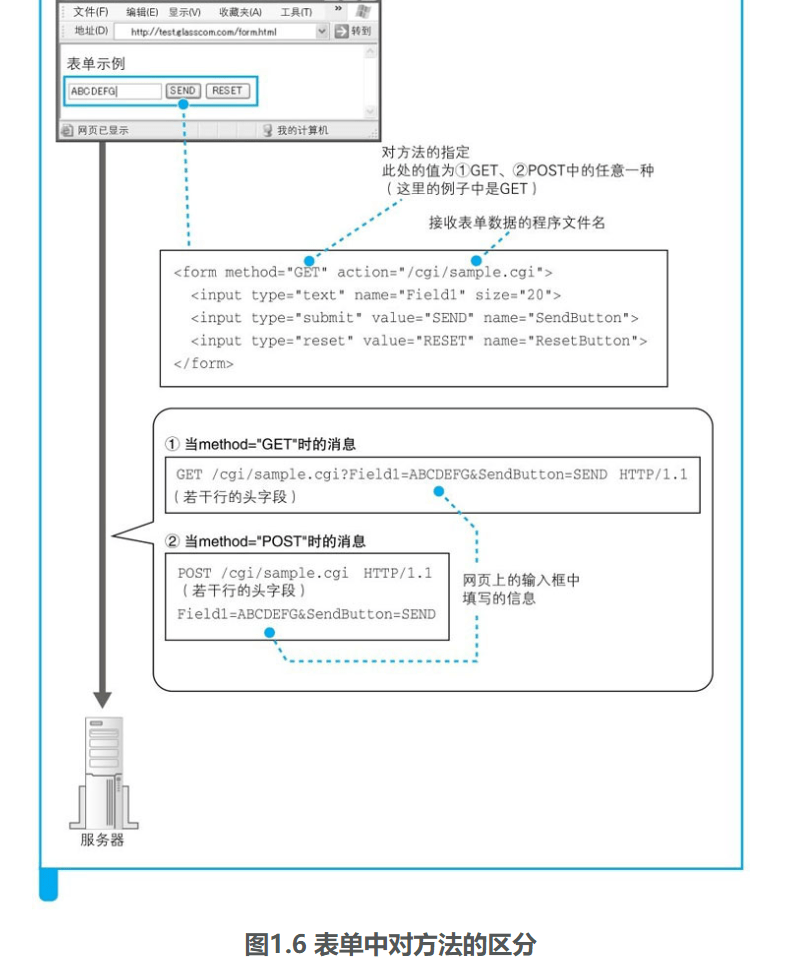 文件(F) 编辑(E) 显示(V) 收藏夹(A) 工具(T) »
地址(D) http://test.glasscom.com/form.html 转到
表单示例
ABCDEFG SEND RESET
网页已显示 我的计算机
对方法的指定
此处的值为①GET、②POST中的任意一种
（这里的例子中是GET）
接收表单数据的程序文件名
<form method="GET" action="/cgi/sample.cgi">
<input type="text" name="Field1" size="20">
<input type="submit" value="SEND" name="SendButton">
<input type="reset" value="RESET" name="ResetButton">
</form>
① 当method="GET"时的消息
GET /cgi/sample.cgi?Field1=ABCDEFG&SendButton=SEND HTTP/1.1
（若干行的头字段）
② 当method="POST"时的消息
POST /cgi/sample.cgi HTTP/1.1
（若干行的头字段）
Field1=ABCDEFG&SendButton=SEND
网页上的输入框中
填写的信息
服务器
图1.6 表单中对方法的区分